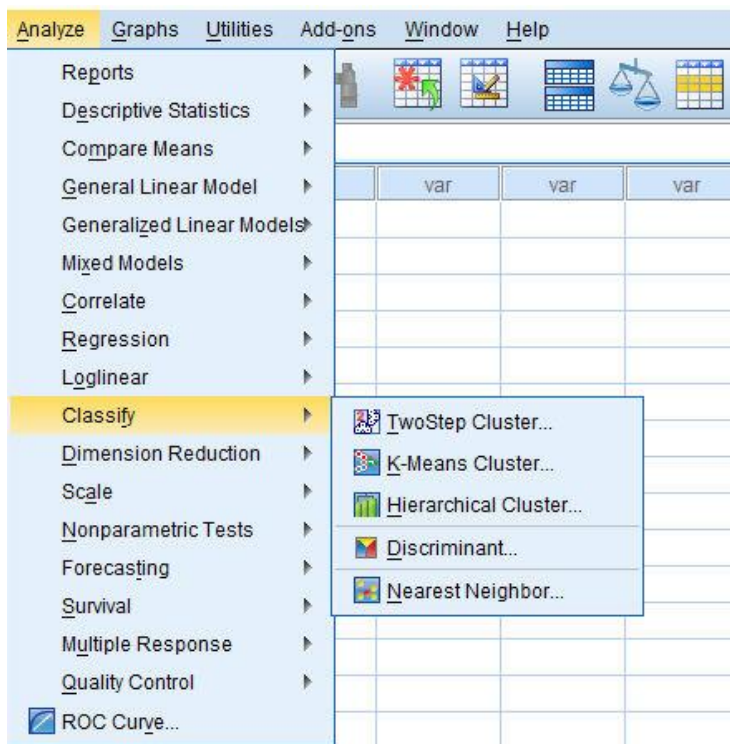 Analyze Graphs Utilities Add-ons Window Help
Reports
Descriptive Statistics
Compare Means
General Linear Model
var var var
Generalized Linear Models
Mixed Models
Correlate
Regression
Loglinear
Classify
TwoStep Cluster...
K-Means Cluster...
Hierarchical Cluster...
Discriminant...
Nearest Neighbor...
Dimension Reduction
Scale
Nonparametric Tests
Forecasting
Survival
Multiple Response
Quality Control
ROC Curve...